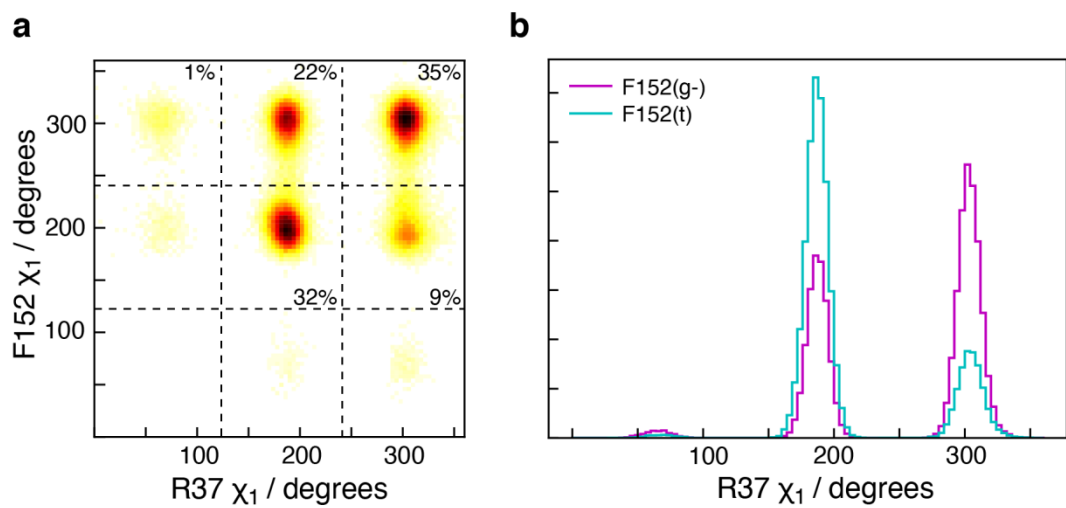 a
1% 22% 35%
300
200
32% 9%
100
100 200 300
F152 χ1 / degrees
R37 χ1 / degrees
b
F152(g-)
F152(t)
100 200 300
R37 χ1 / degrees